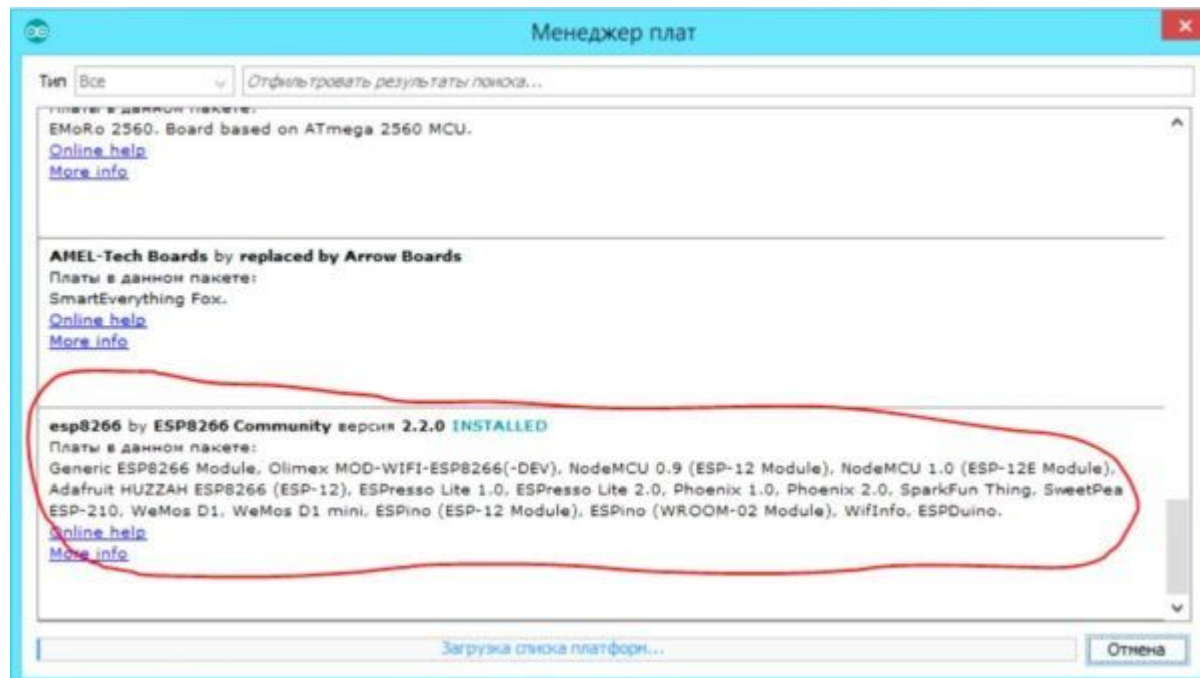 Менеджер плат
Тип Все Отфильтровать результаты поиска...
Платы в данном пакете:
EMoRo 2560. Board based on ATmega 2560 MCU.
Online help
More info
AMEL-Tech Boards by replaced by Arrow Boards
Платы в данном пакете:
SmartEverything Fox.
Online help
More info
esp8266 by ESP8266 Community версия 2.2.0 INSTALLED
Платы в данном пакете:
Generic ESP8266 Module, Olimex MOD-WIFI-ESP8266(-DEV), NodeMCU 0.9 (ESP-12 Module), NodeMCU 1.0 (ESP-12E Module),
Adafruit HUZZAH ESP8266 (ESP-12), ESPresso Lite 1.0, ESPresso Lite 2.0, Phoenix 1.0, Phoenix 2.0, SparkFun Thing, SweetPea
ESP-210, WeMos D1, WeMos D1 mini, ESPino (ESP-12 Module), ESPino (WROOM-02 Module), WifInfo, ESPDuino.
Online help
More info
Загрузка списка платформ...
Отмена